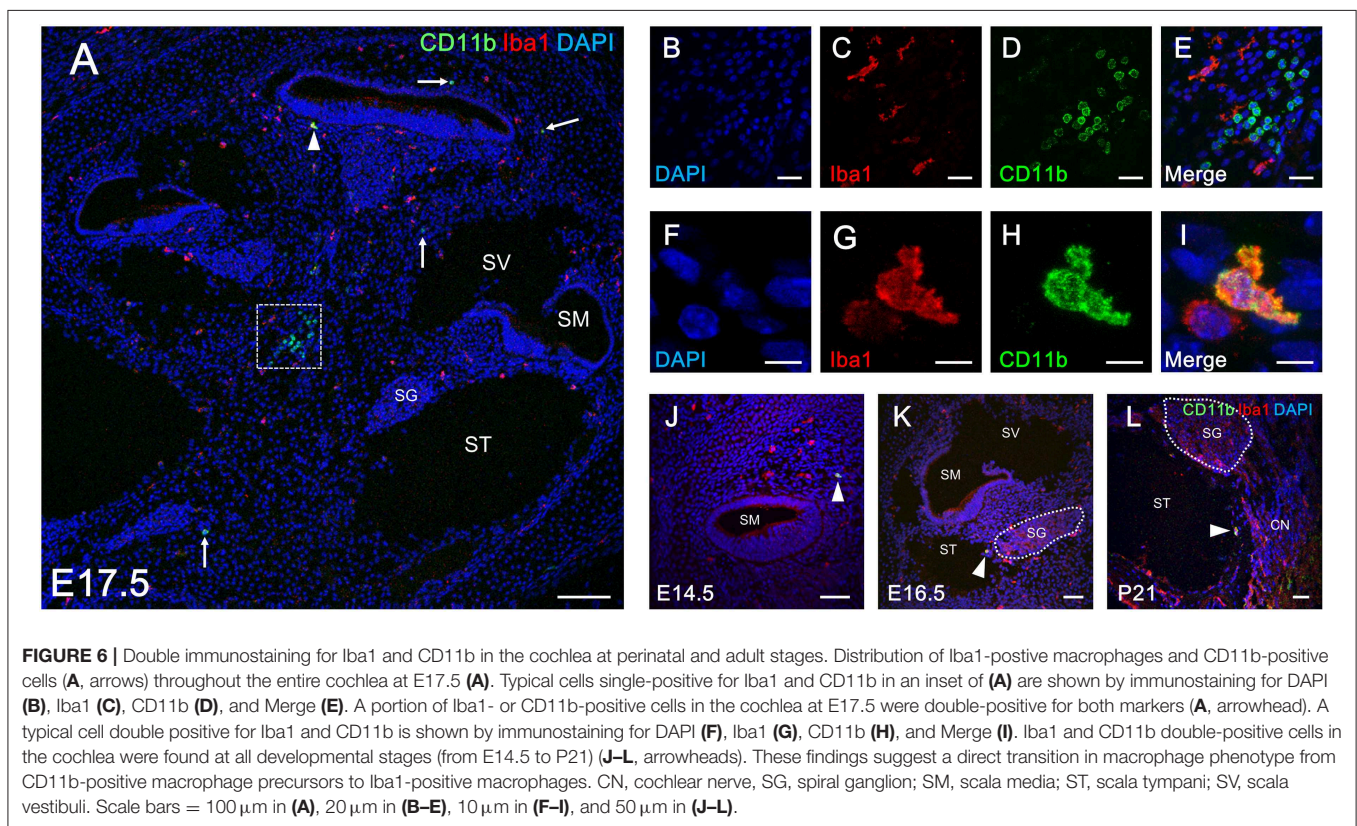 A
CD11b Iba1 DAPI
SV
SM
SG
ST
E17.5
B
DAPI
C
Iba1
D
CD11b
E
Merge
F
DAPI
G
Iba1
H
CD11b
I
Merge
J
SM
E14.5
K
SV
SM
SG
ST
E16.5
CD11b Iba1 DAPI
L
SG
ST
CN
P21
FIGURE 6 | Double immunostaining for Iba1 and CD11b in the cochlea at perinatal and adult stages. Distribution of Iba1-postive macrophages and CD11b-positive
cells (A, arrows) throughout the entire cochlea at E17.5 (A). Typical cells single-positive for Iba1 and CD11b in an inset of (A) are shown by immunostaining for DAPI
(B), Iba1 (C), CD11b (D), and Merge (E). A portion of Iba1- or CD11b-positive cells in the cochlea at E17.5 were double-positive for both markers (A, arrowhead). A
typical cell double positive for Iba1 and CD11b is shown by immunostaining for DAPI (F), Iba1 (G), CD11b (H), and Merge (I). Iba1 and CD11b double-positive cells in
the cochlea were found at all developmental stages (from E14.5 to P21) (J–L, arrowheads). These findings suggest a direct transition in macrophage phenotype from
CD11b-positive macrophage precursors to Iba1-positive macrophages. CN, cochlear nerve, SG, spiral ganglion; SM, scala media; ST, scala tympani; SV, scala
vestibuli. Scale bars = 100 μm in (A), 20 μm in (B–E), 10 μm in (F–I), and 50 μm in (J–L).